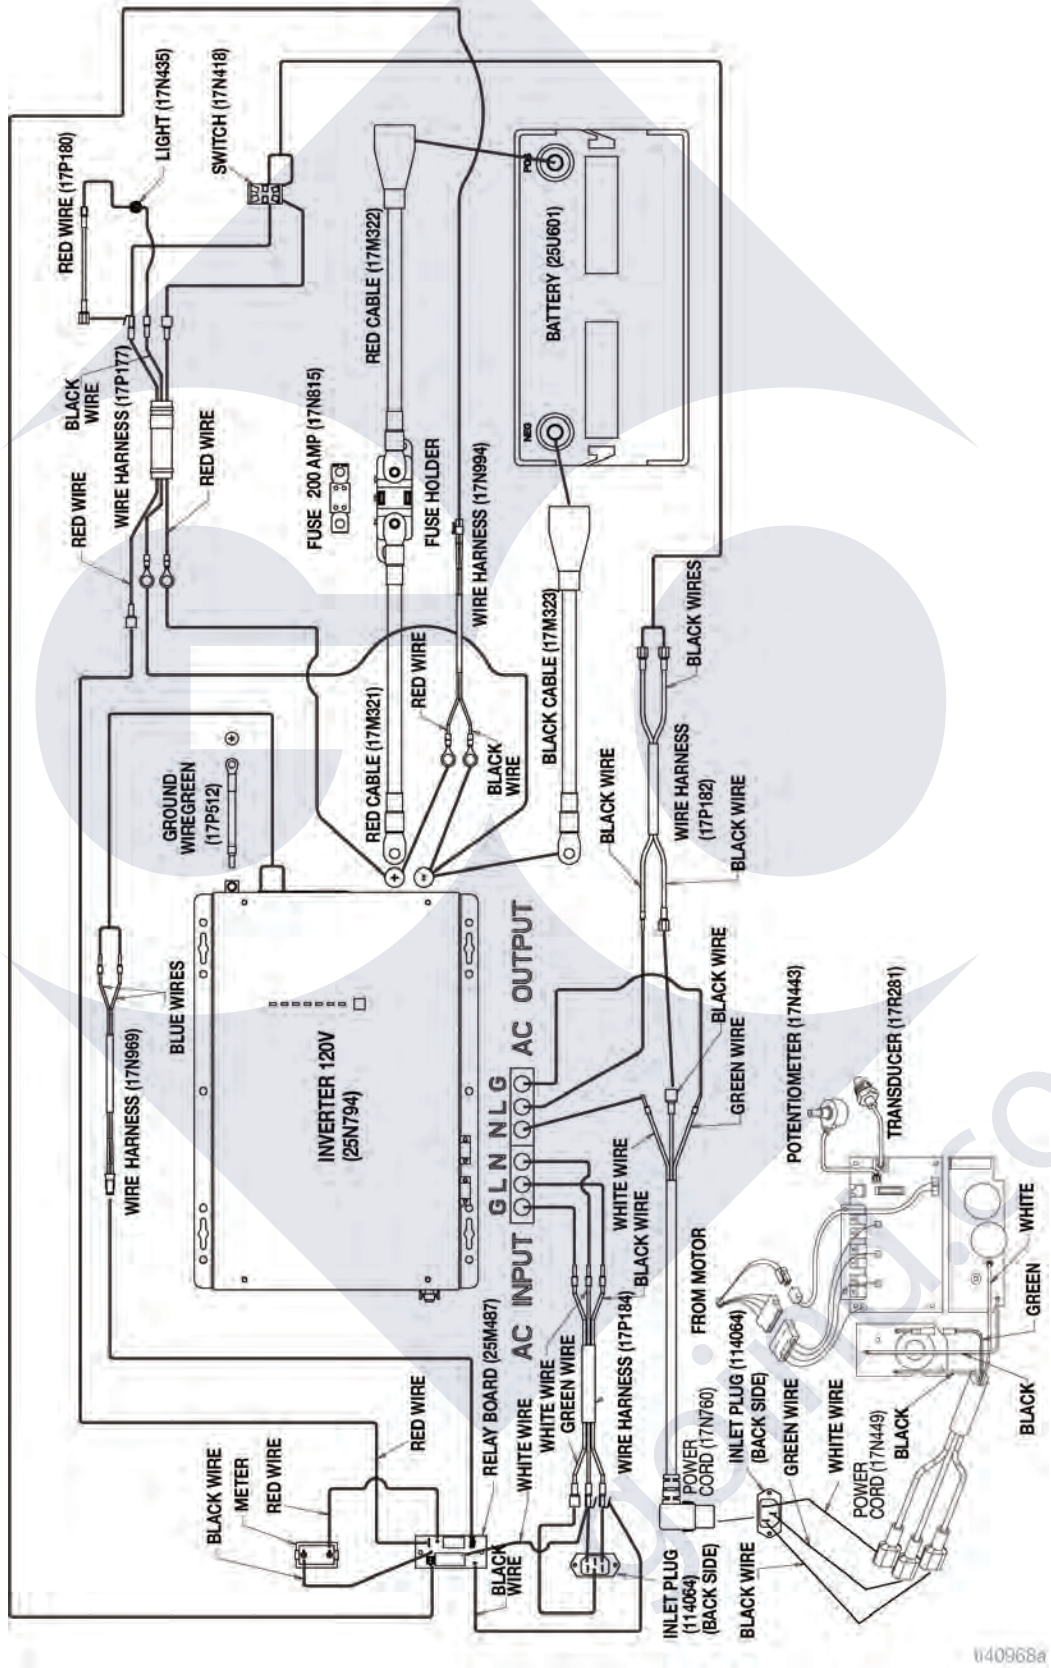 RED WIRE (17P180)
LIGHT (17N435)
SWITCH (17N418)
BLACK
WIRE
WIRE HARNESS (17P177)
RED WIRE
RED WIRE
FUSE 200 AMP (17N815)
RED CABLE (17M322)
FUSE HOLDER
WIRE HARNESS (17N994)
POS
BATTERY (25U601)
NEG
GROUND
WIREGREEN
(17P512)
RED CABLE (17M321)
RED WIRE
BLACK
WIRE
BLACK CABLE (17M323)
BLACK WIRES
BLACK WIRE
WIRE HARNESS
(17P182)
BLACK WIRE
BLUE WIRES
WIRE HARNESS (17N969)
INVERTER 120V
(25N794)
+
-
AC INPUT G L N N L G AC OUTPUT
BLACK WIRE
GREEN WIRE
WHITE WIRE
BLACK WIRE
FROM MOTOR
POTENTIOMETER (17N443)
TRANSDUCER (17R281)
WHITE
GREEN
BLACK
BLACK
RED WIRE
BLACK WIRE
METER
RED WIRE
RELAY BOARD (25M487)
WHITE WIRE
WHITE WIRE
GREEN WIRE
WIRE HARNESS (17P184)
BLACK
WIRE
POWER
CORD (17N760)
INLET PLUG (114064)
(BACK SIDE)
GREEN WIRE
WHITE WIRE
POWER
CORD (17N449)
INLET PLUG
(114064)
(BACK SIDE)
BLACK WIRE
ti40968a